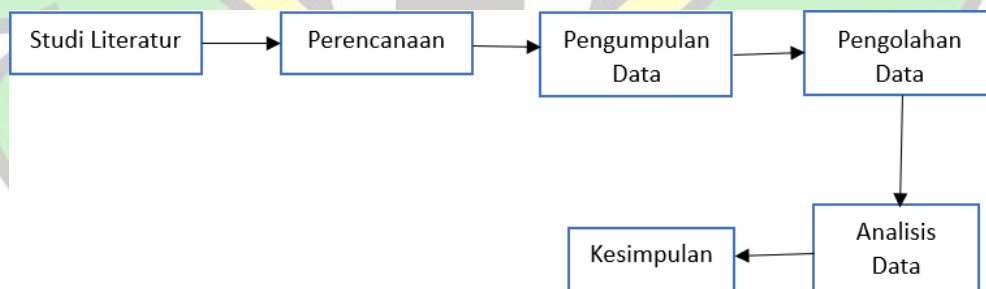 Studi Literatur
Perencanaan
Pengumpulan
Data
Pengolahan
Data
Analisis
Data
Kesimpulan